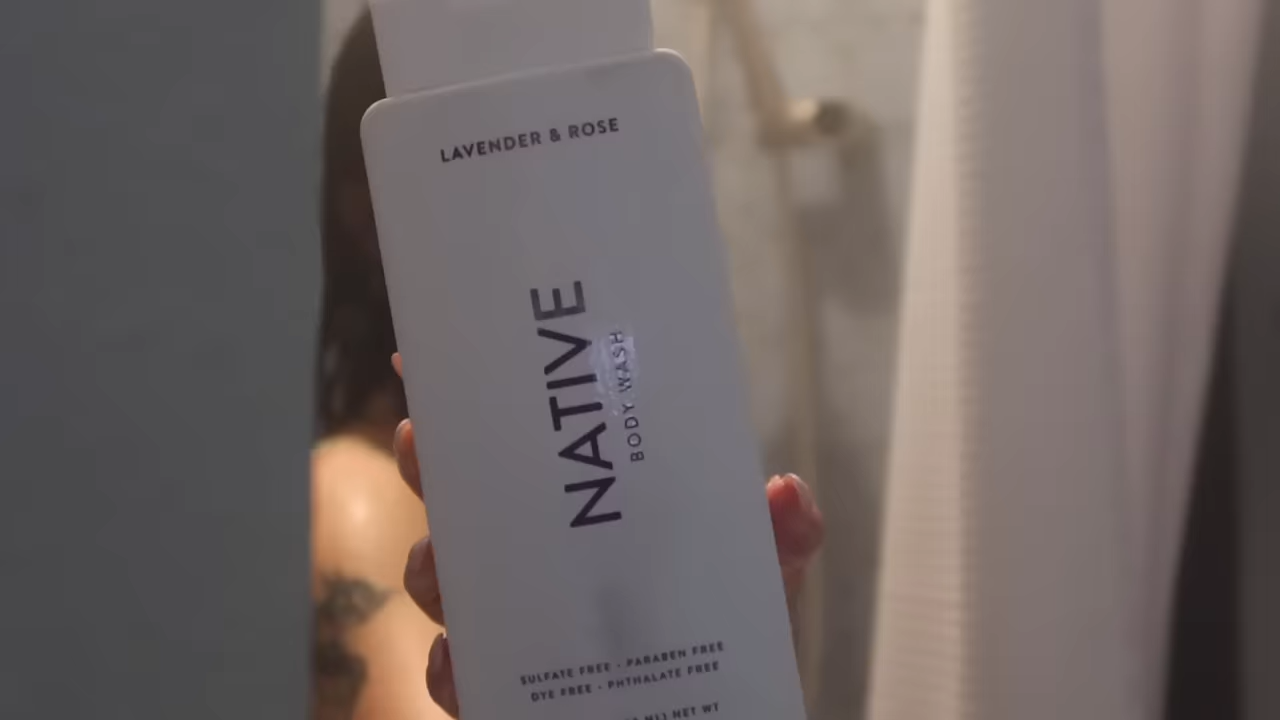 LAVENDER & ROSE
NATIVE
BODY WASH
SULFATE FREE - PARABEN FREE
DYE FREE - PHTHALATE FREE